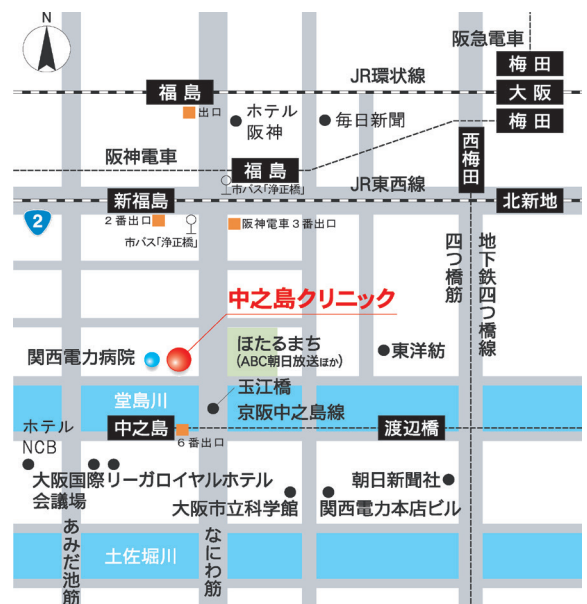 N
阪急電車
梅田
JR環状線
大阪
福島
出口
ホテル
阪神
毎日新聞
梅田
阪神電車
福島
西梅田
市バス「浄正橋」
JR東西線
新福島
北新地
2
2番出口
市バス「浄正橋」
阪神電車3番出口
四つ橋筋
地下鉄四つ橋線
中之島クリニック
関西電力病院
ほたるまち
(ABC朝日放送ほか)
東洋紡
堂島川
玉江橋
京阪中之島線
ホテル
NCB
中之島
6番出口
渡辺橋
大阪国際
会議場
リーガロイヤルホテル
朝日新聞社
大阪市立科学館
関西電力本店ビル
あみだ池筋
土佐堀川
なにわ筋